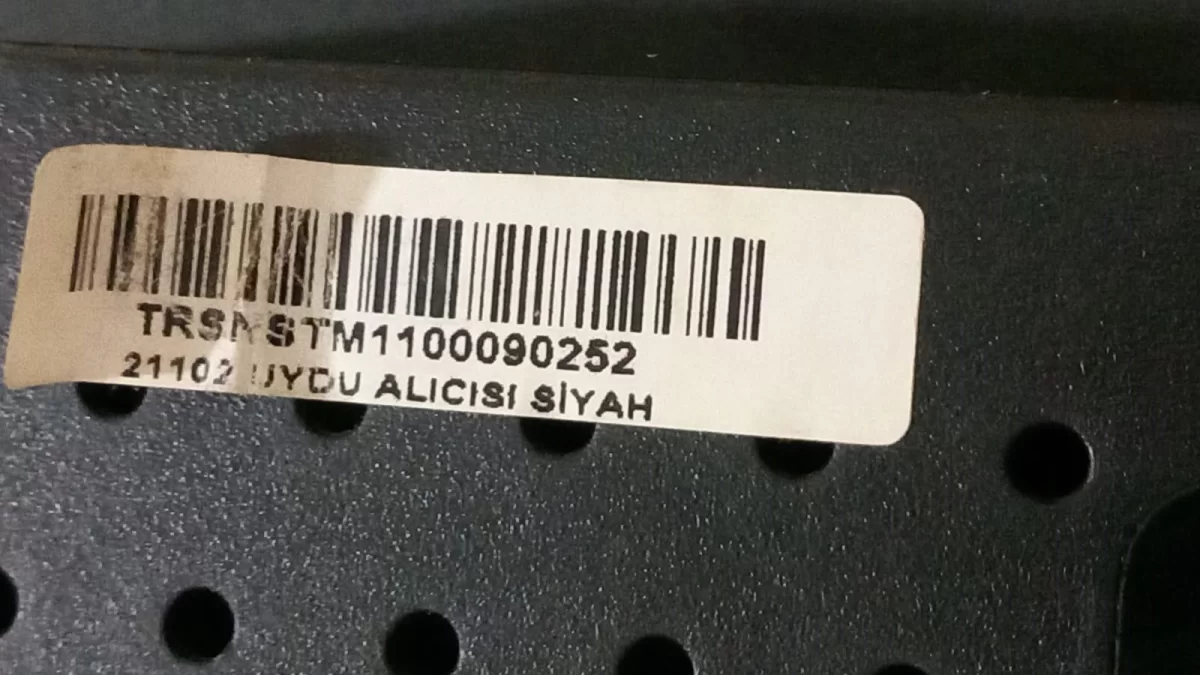 TRSNSTM1100090252
21102 UYDU ALICISI SİYAH